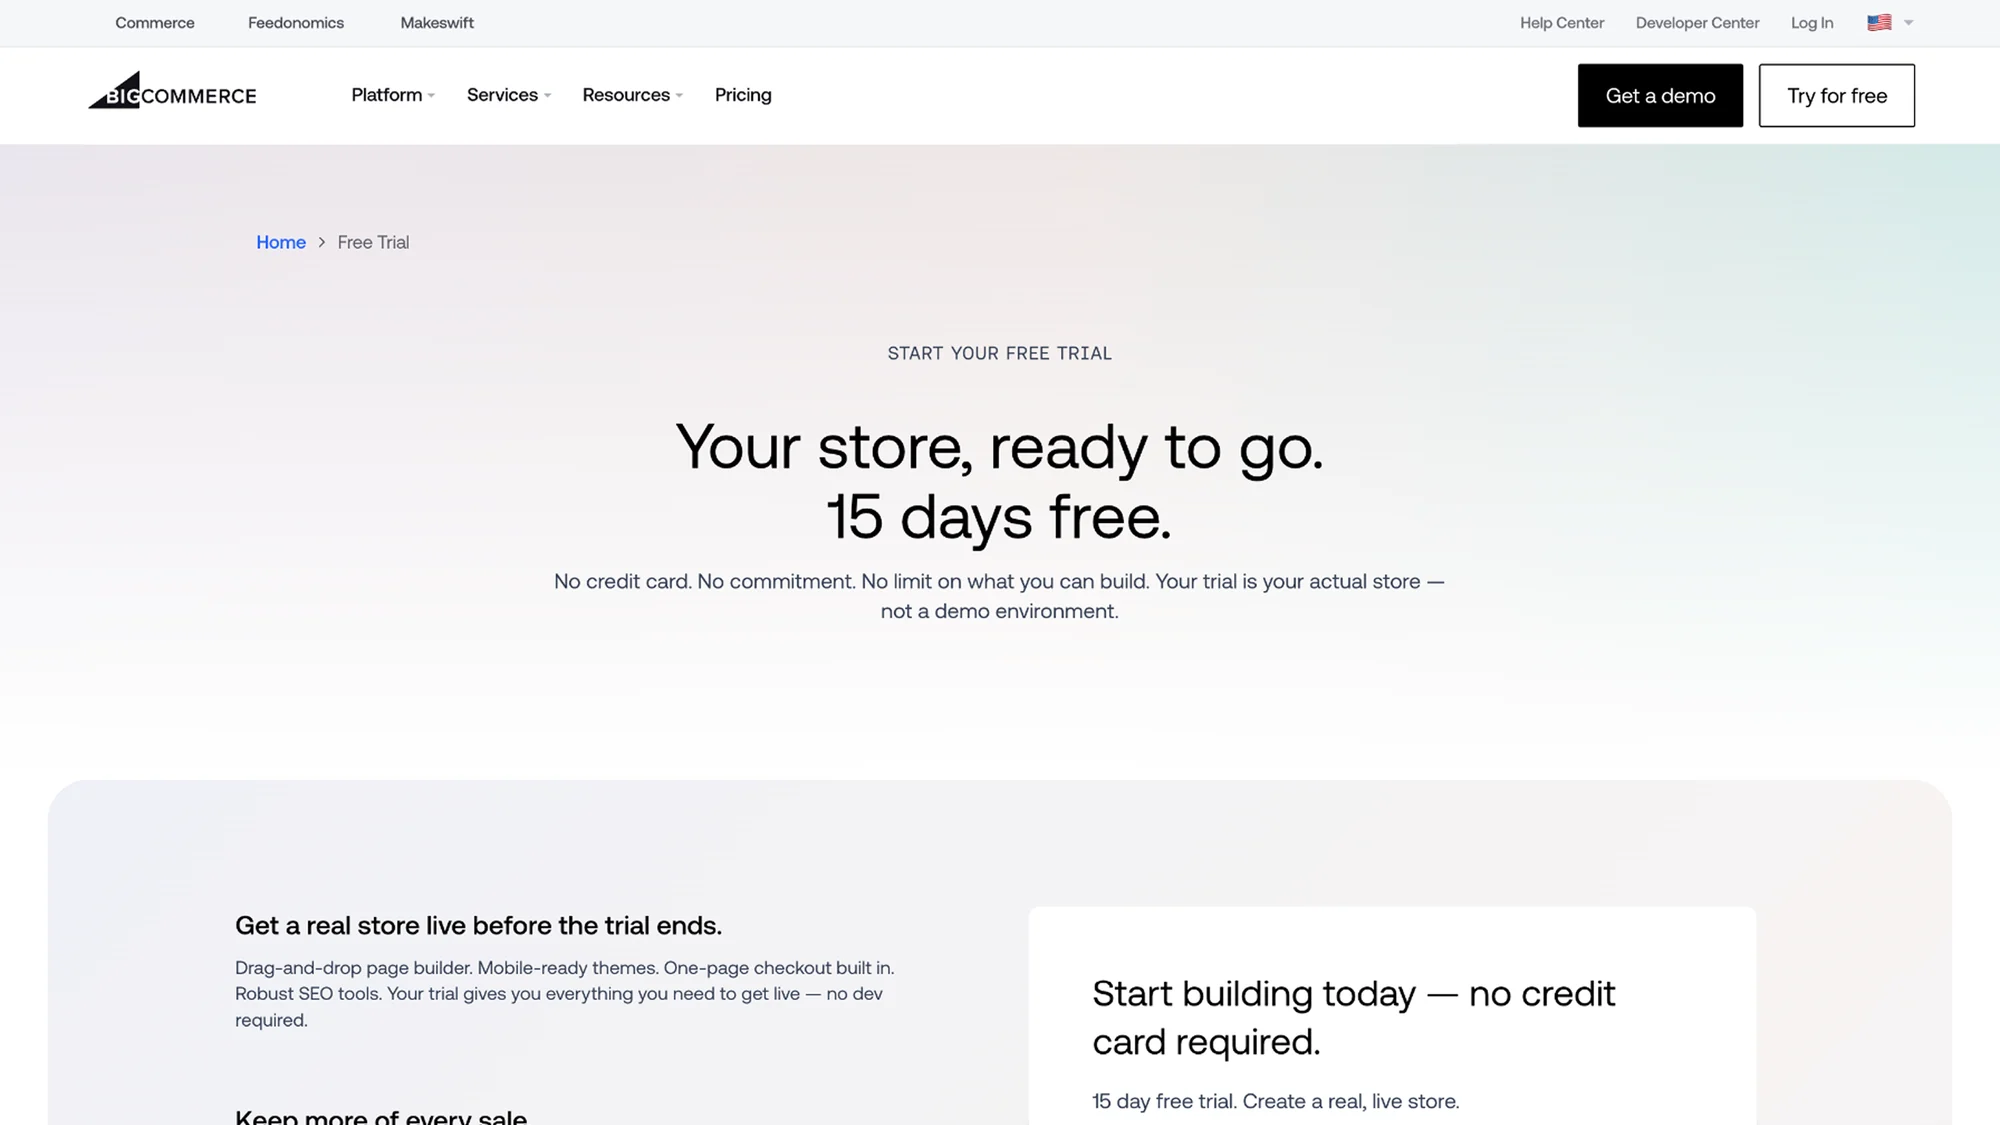 Commerce Feedonomics Makeswift Help Center Developer Center Log In
BIGCOMMERCE Platform Services Resources Pricing Get a demo Try for free
Home > Free Trial
START YOUR FREE TRIAL
Your store, ready to go.
15 days free.
No credit card. No commitment. No limit on what you can build. Your trial is your actual store —
not a demo environment.
Get a real store live before the trial ends.
Drag-and-drop page builder. Mobile-ready themes. One-page checkout built in.
Robust SEO tools. Your trial gives you everything you need to get live — no dev
required.
Keep more of every sale
Start building today — no credit
card required.
15 day free trial. Create a real, live store.